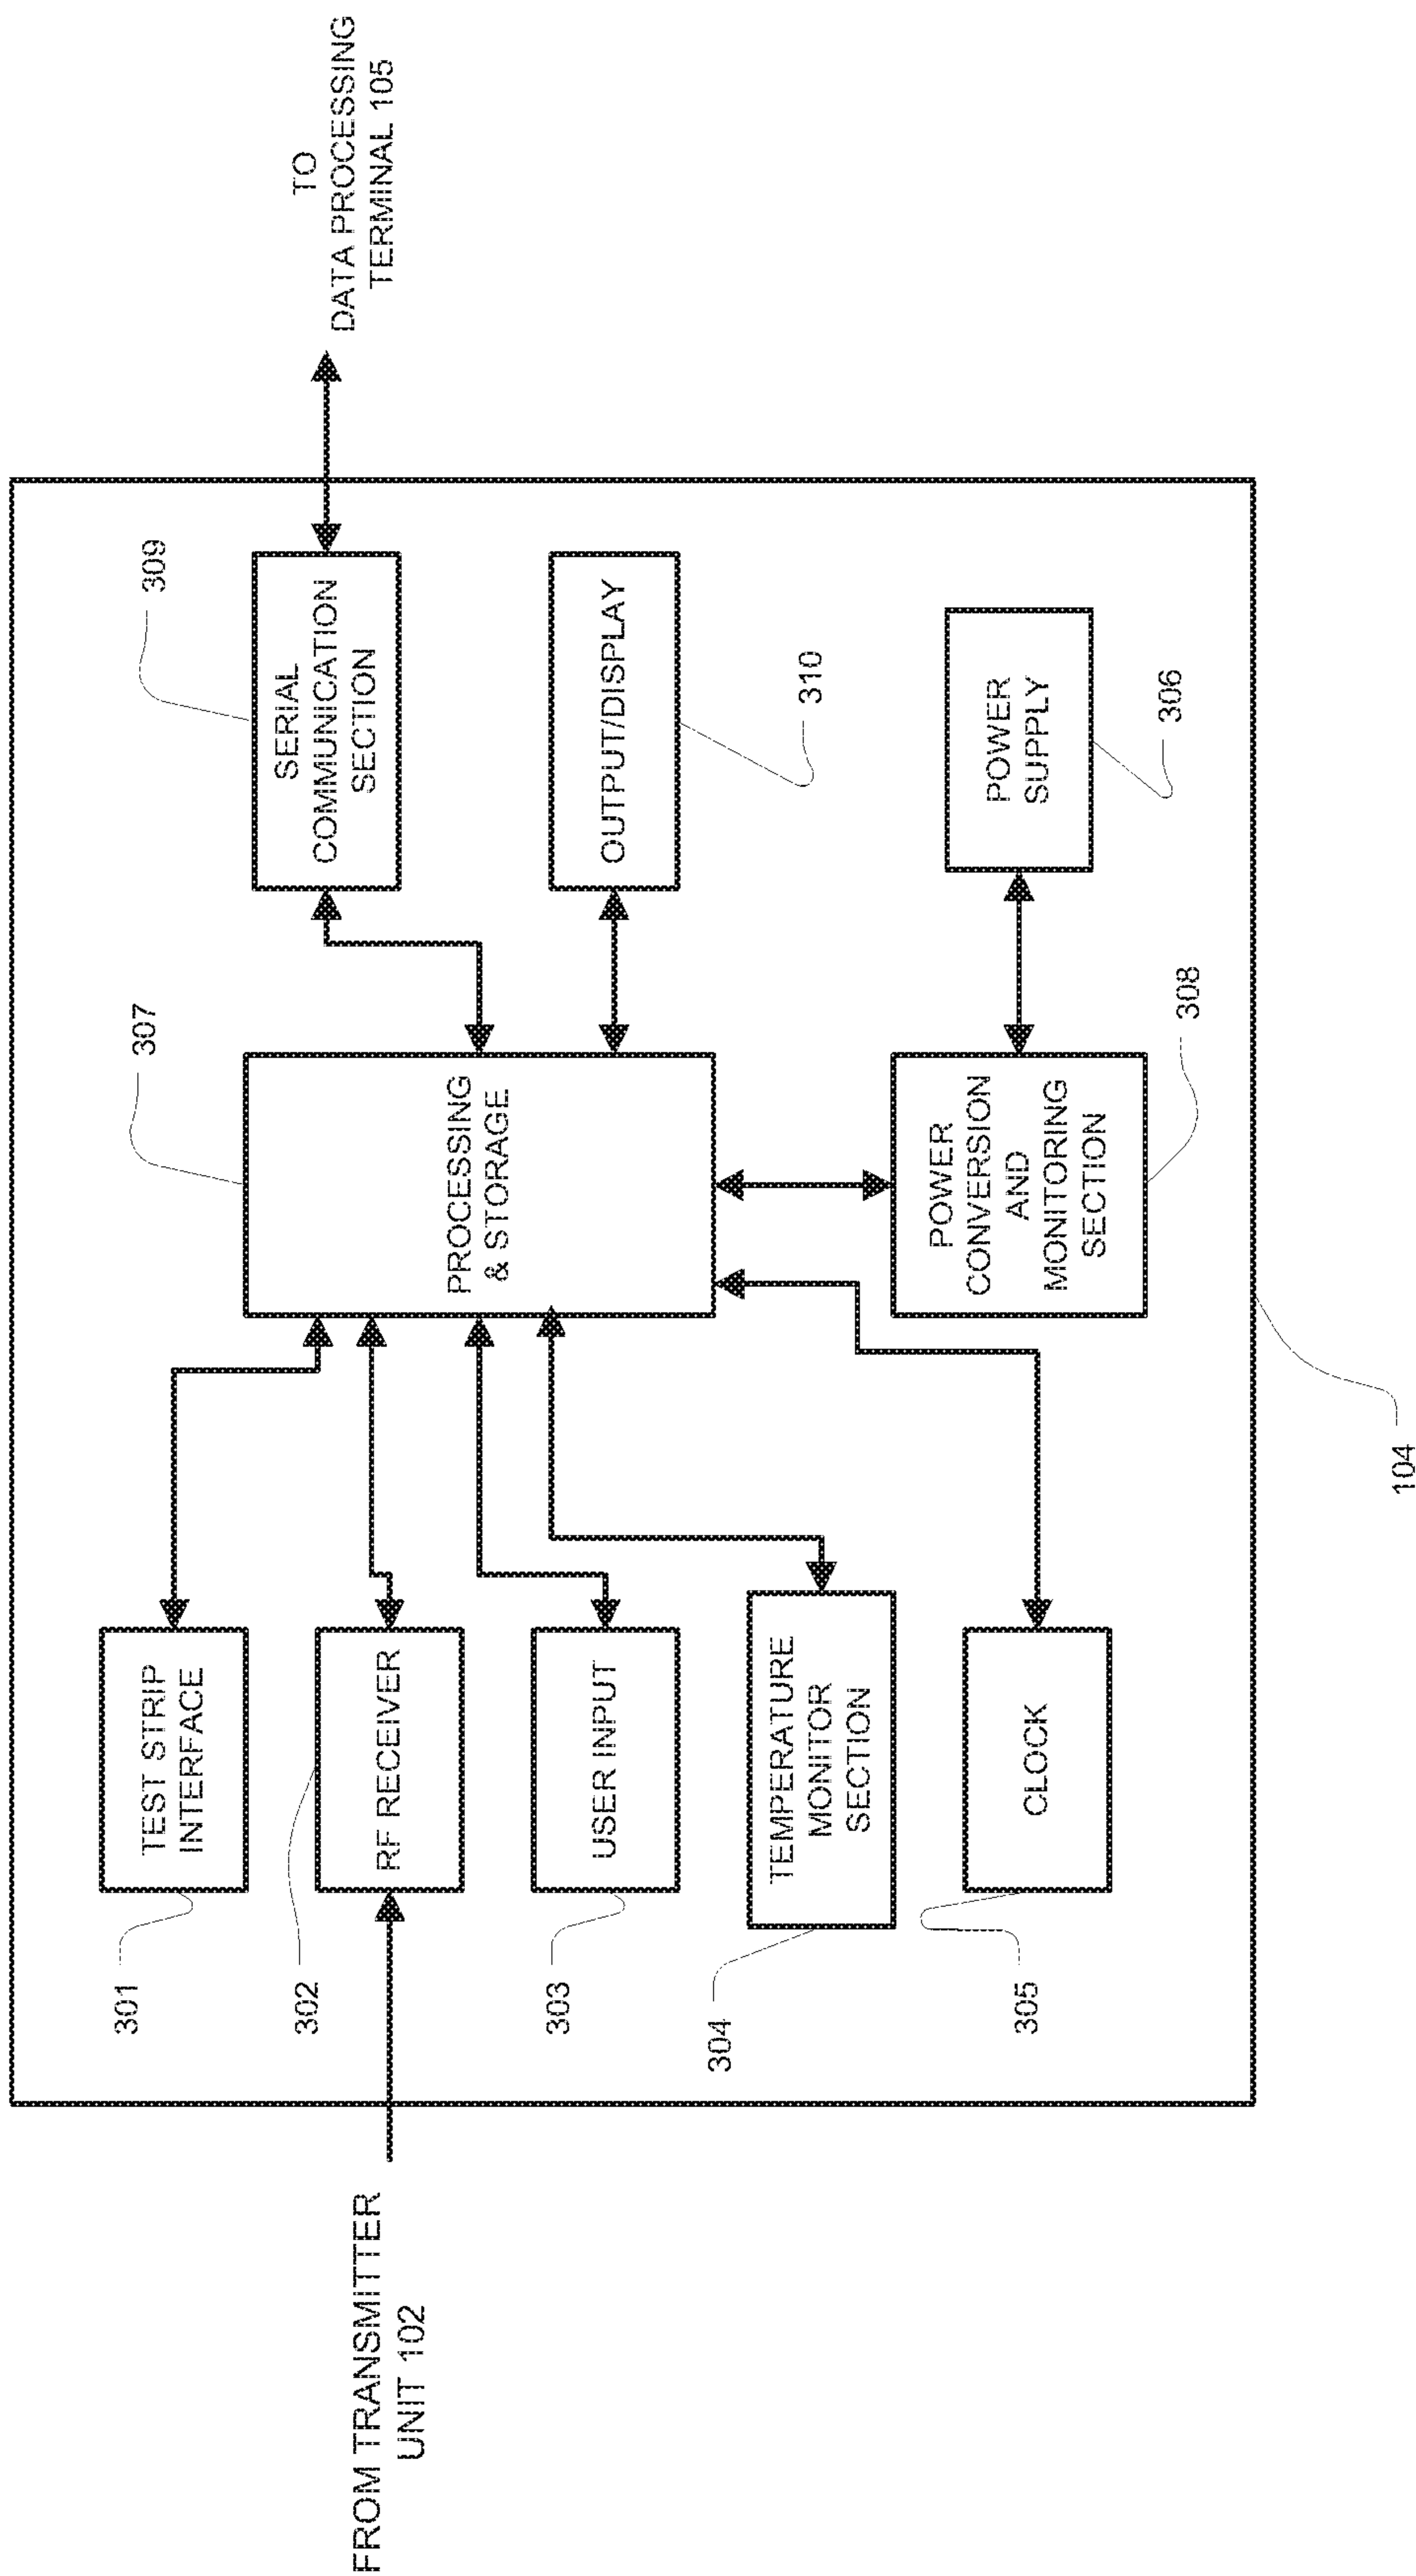 FROM TRANSMITTER
UNIT 102
301
TEST STRIP
INTERFACE
302
RF RECEIVER
303
USER INPUT
304
TEMPERATURE
MONITOR
SECTION
305
CLOCK
307
PROCESSING
& STORAGE
POWER
CONVERSION
AND
MONITORING
SECTION
308
309
SERIAL
COMMUNICATION
SECTION
OUTPUT/DISPLAY
310
POWER
SUPPLY
306
TO
DATA PROCESSING
TERMINAL 105
104